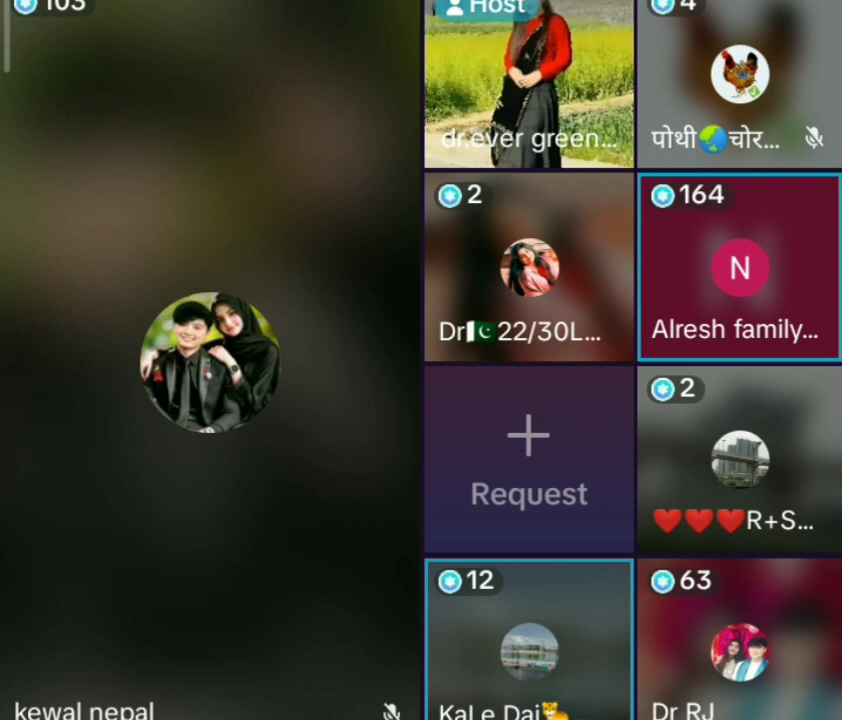 103
Host
dr.ever green...
4
पोथी🌏चोर...
2
Dr🇵🇰22/30L...
164
N
Alresh family...
Request
2
❤️❤️❤️R+S...
12
KaLe Dai🐯...
63
Dr RJ
kewal nepal